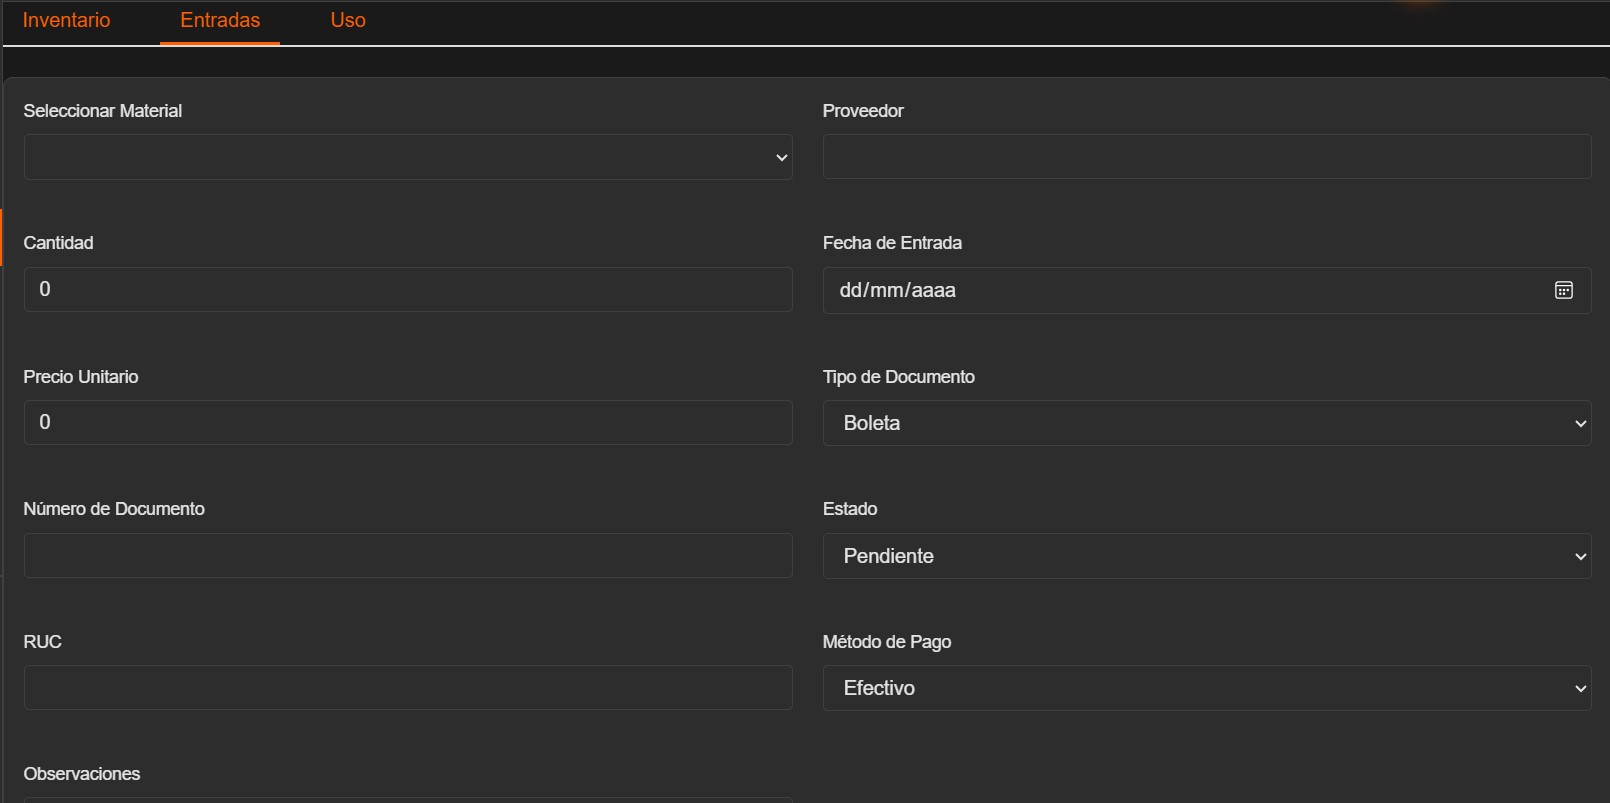 Inventario Entradas Uso
Seleccionar Material
Proveedor
Cantidad
0
Fecha de Entrada
dd/mm/aaaa
Precio Unitario
0
Tipo de Documento
Boleta
Número de Documento
Estado
Pendiente
RUC
Método de Pago
Efectivo
Observaciones